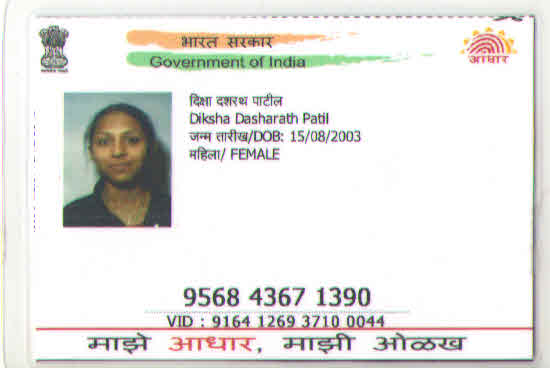 भारत सरकार
Government of India
आधार
दिक्षा दशरथ पाटील
Diksha Dasharath Patil
जन्म तारीख/DOB: 15/08/2003
महिला/ FEMALE
9568 4367 1390
VID : 9164 1269 3710 0044
माझे आधार, माझी ओळख